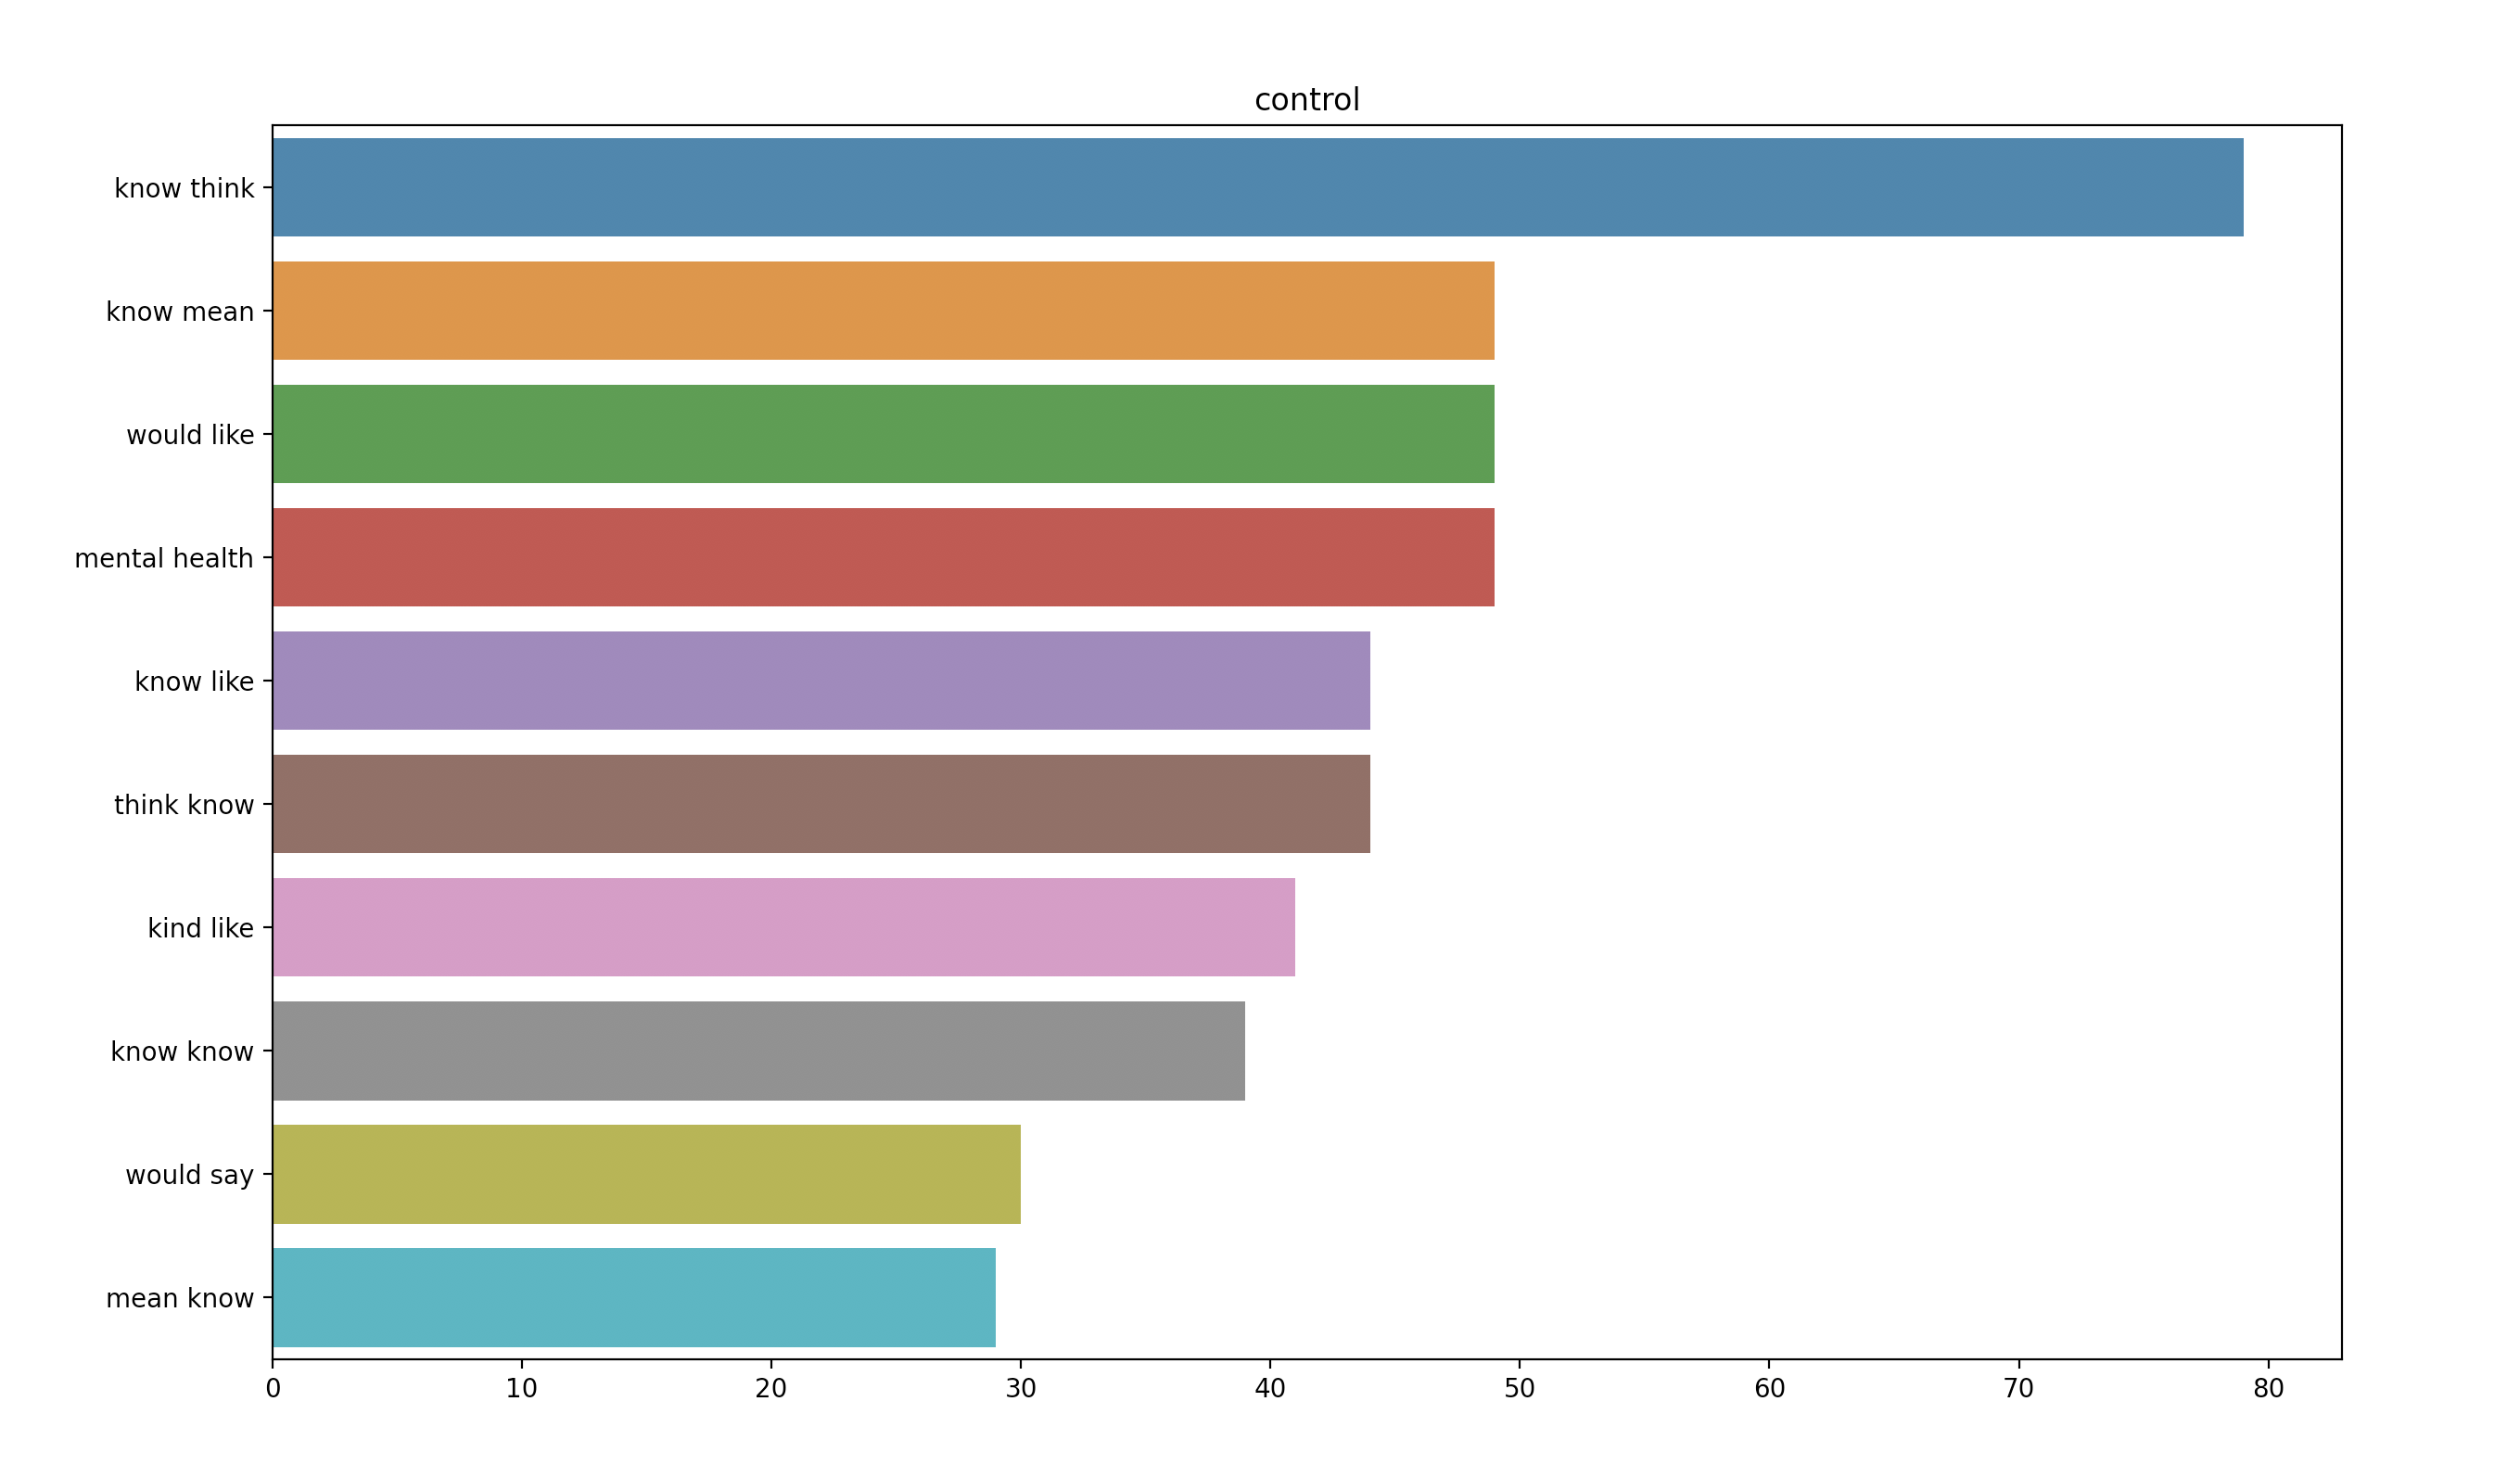 control
know think
know mean
would like
mental health
know like
think know
kind like
know know
would say
mean know
0 10 20 30 40 50 60 70 80